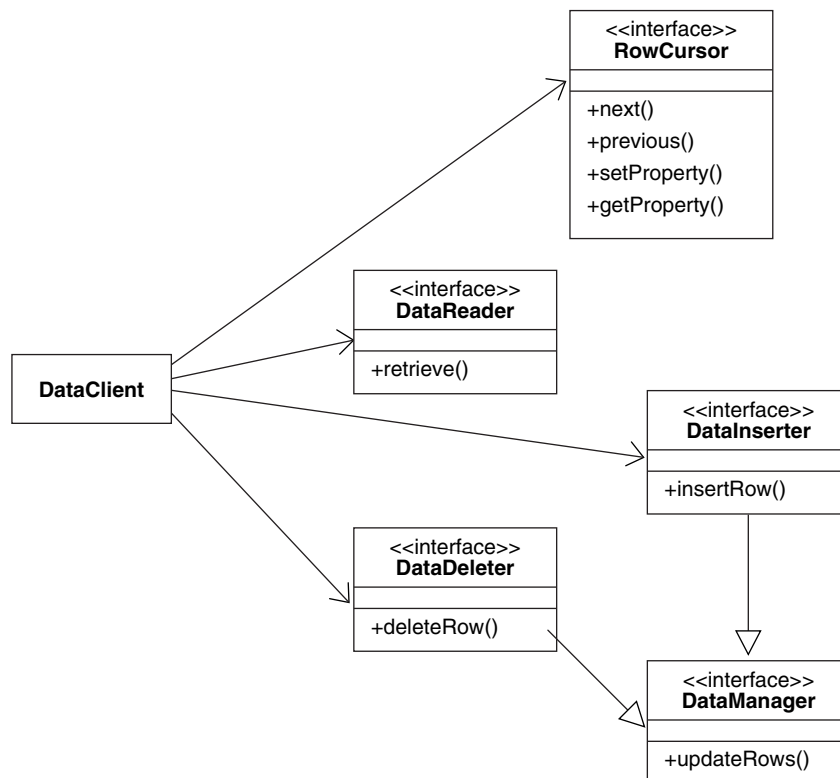 <<interface>>
RowCursor
+next()
+previous()
+setProperty()
+getProperty()
<<interface>>
DataReader
+retrieve()
DataClient
<<interface>>
DataInserter
+insertRow()
<<interface>>
DataDeleter
+deleteRow()
<<interface>>
DataManager
+updateRows()